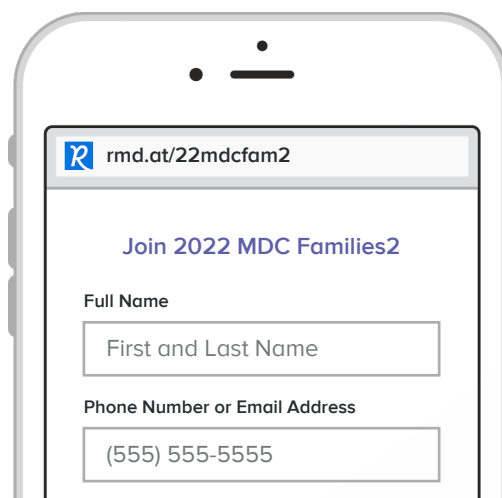 rmd.at/22mdcfam2
Join 2022 MDC Families2
Full Name
First and Last Name
Phone Number or Email Address
(555) 555-5555